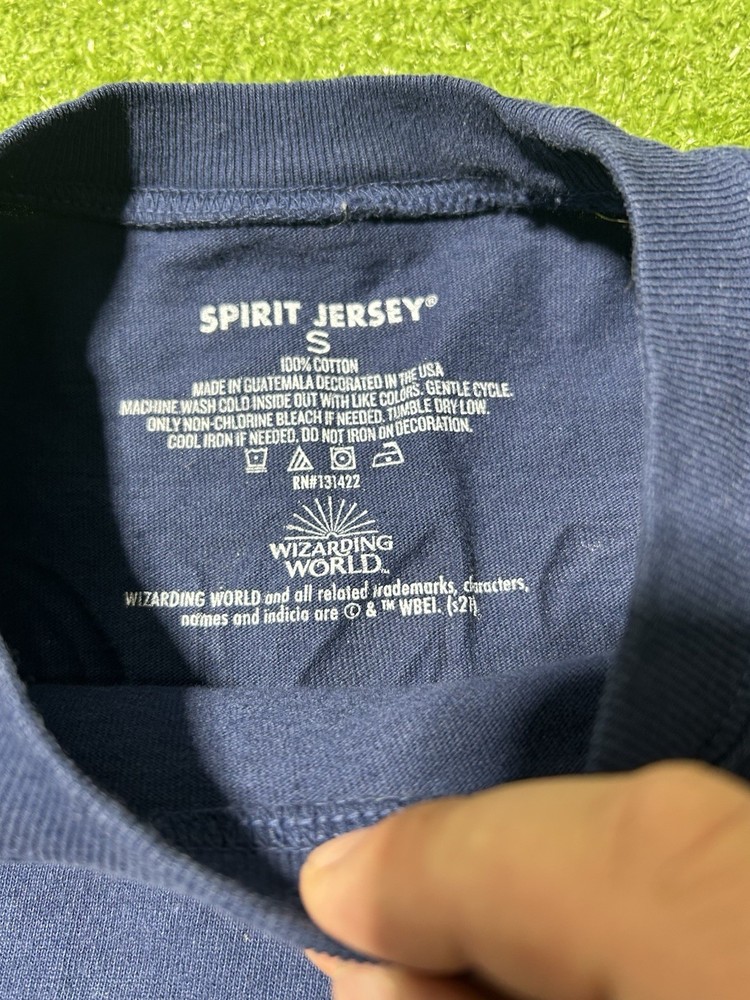 SPIRIT JERSEY®
S
100% COTTON
MADE IN GUATEMALA DECORATED IN THE USA
MACHINE WASH COLD INSIDE OUT WITH LIKE COLORS. GENTLE CYCLE.
ONLY NON-CHLORINE BLEACH IF NEEDED, TUMBLE DRY LOW.
COOL IRON IF NEEDED, DO NOT IRON ON DECORATION.
RN#131422
WIZARDING
WORLD™
WIZARDING WORLD and all related trademarks, characters,
names and indicia are © & ™ WBEI. (s21)